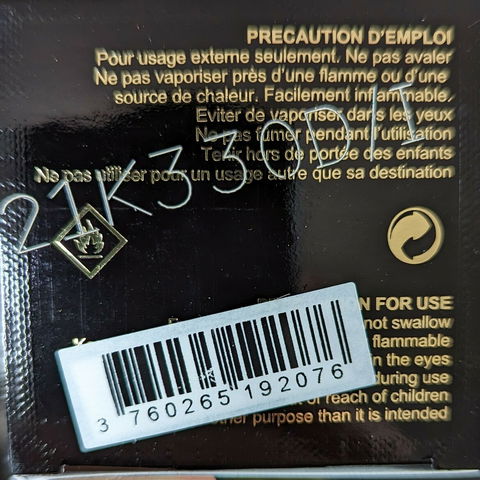 PRECAUTION D'EMPLOI
Pour usage externe seulement. Ne pas avaler
Ne pas vaporiser près d'une flamme ou d'une
source de chaleur. Facilement inflammable.
Eviter de vaporiser dans les yeux
Ne pas fumer pendant l'utilisation
Tenir hors de portée des enfants
Ne pas utiliser pour un usage autre que sa destination
21K330D/I
FOR USE
not swallow
flammable
in the eyes
during use
of reach of children
other purpose than it is intended
3 760265 192076